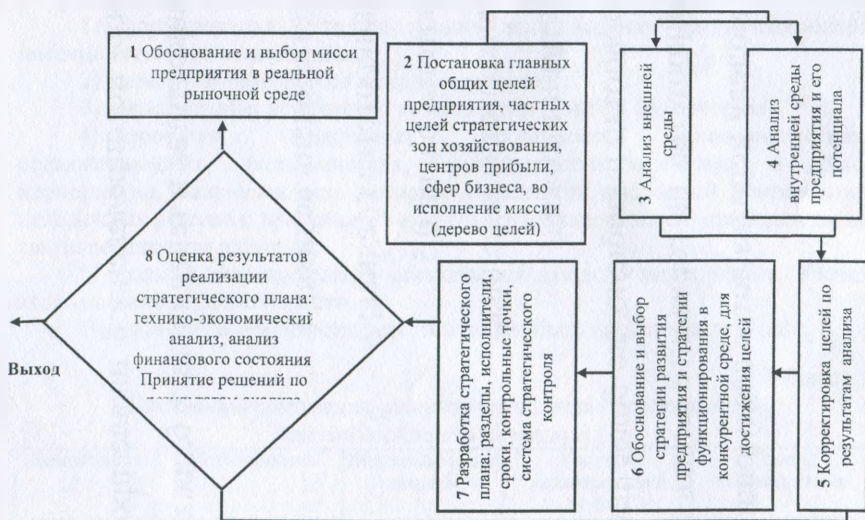 1 Обоснование и выбор мисси
предприятия в реальной
рыночной среде
2 Постановка главных
общих целей
предприятия, частных
целей стратегических
зон хозяйствования,
центров прибыли,
сфер бизнеса, во
исполнение миссии
(дерево целей)
3 Анализ внешней
среды
4 Анализ
внутренней среды
предприятия и его
потенциала
5 Корректировка целей по
результатам анализа
6 Обоснование и выбор
стратегии развития
предприятия и стратегии
функционирования в
конкурентной среде для
достижения целей
7 Разработка стратегического
плана: разделы, исполнители,
сроки, контрольные точки,
система стратегического
контроля
8 Оценка результатов
реализации
стратегического плана:
технико-экономический
анализ, анализ
финансового состояния
Принятие решений по
Выход